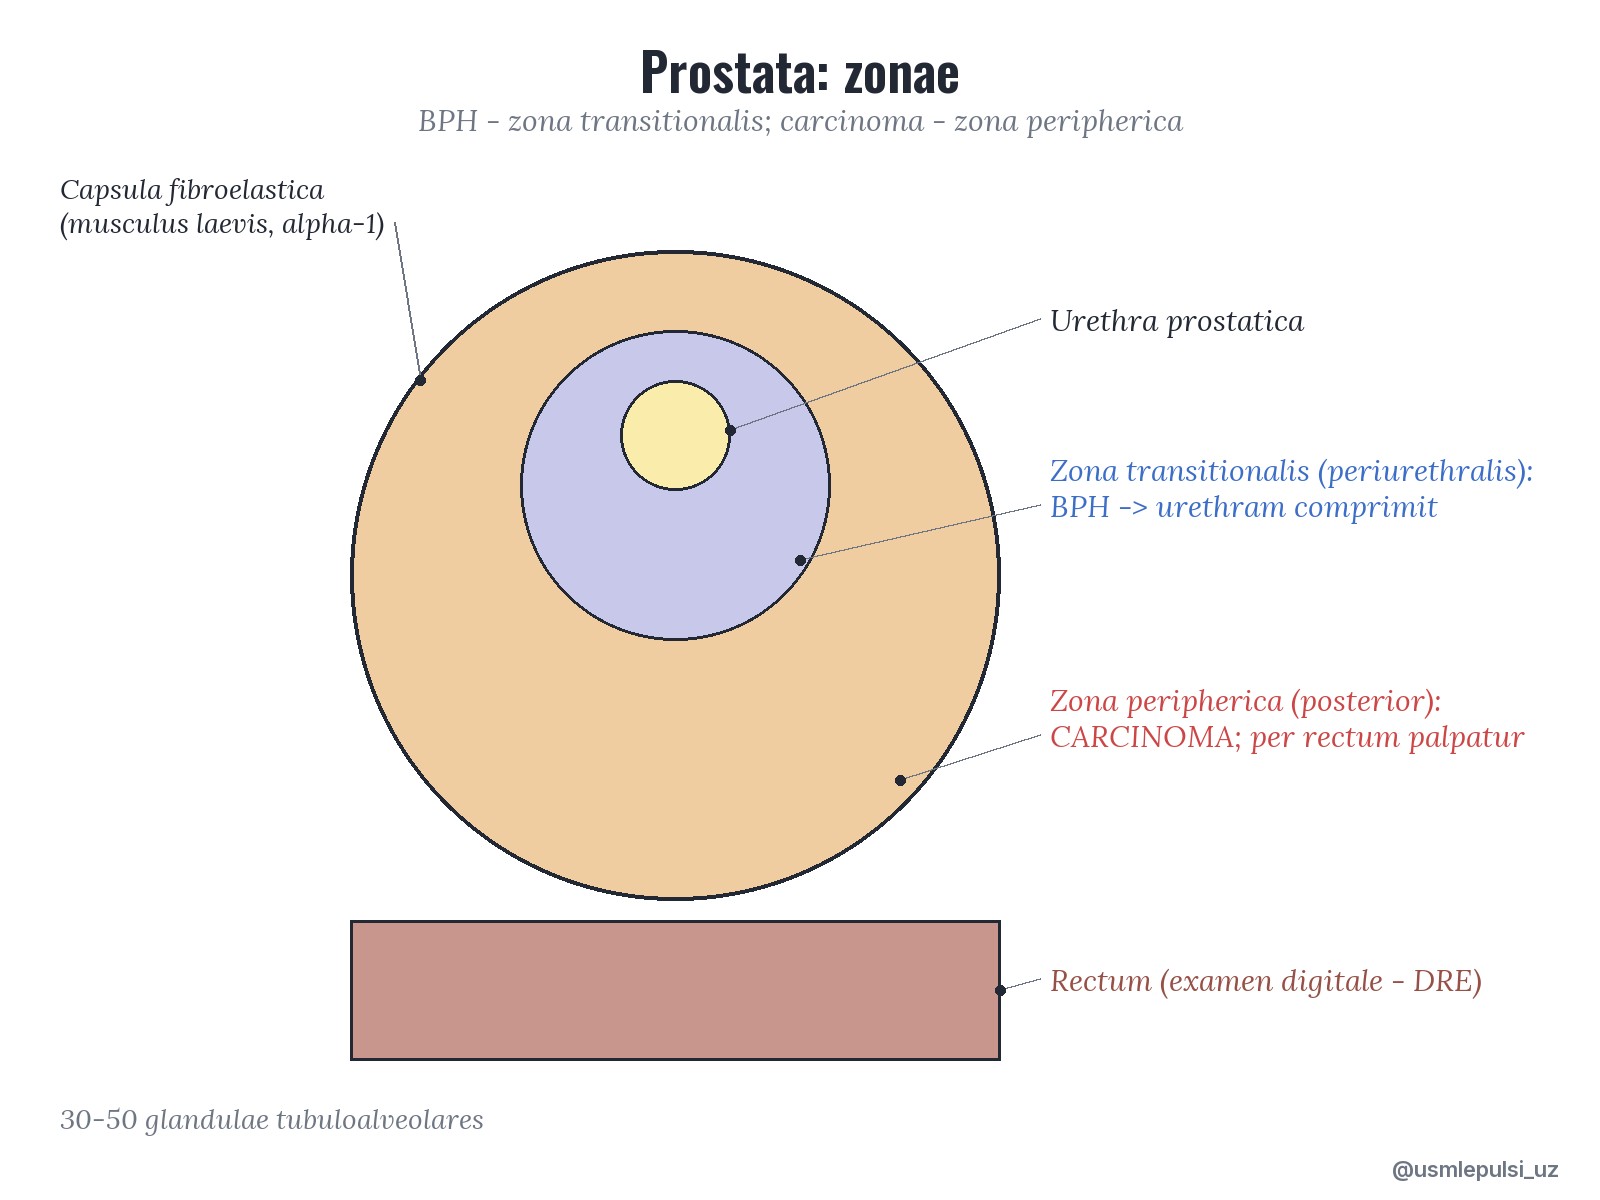 Prostata: zonae
BPH - zona transitionalis; carcinoma - zona peripherica
Capsula fibroelastica
(musculus laevis, alpha-1)
Urethra prostatica
Zona transitionalis (periurethralis):
BPH -> urethram comprimit
Zona peripherica (posterior):
CARCINOMA; per rectum palpatur
Rectum (examen digitale - DRE)
30-50 glandulae tubuloalveolares
@usmlepulsi_uz